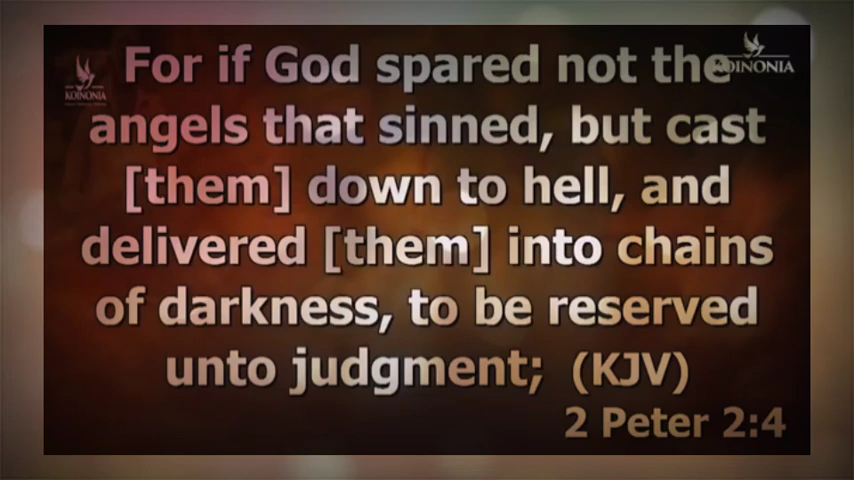 For if God spared not the
angels that sinned, but cast
[them] down to hell, and
delivered [them] into chains
of darkness, to be reserved
unto judgment; (KJV)
2 Peter 2:4
KOINONIA
KOINONIA